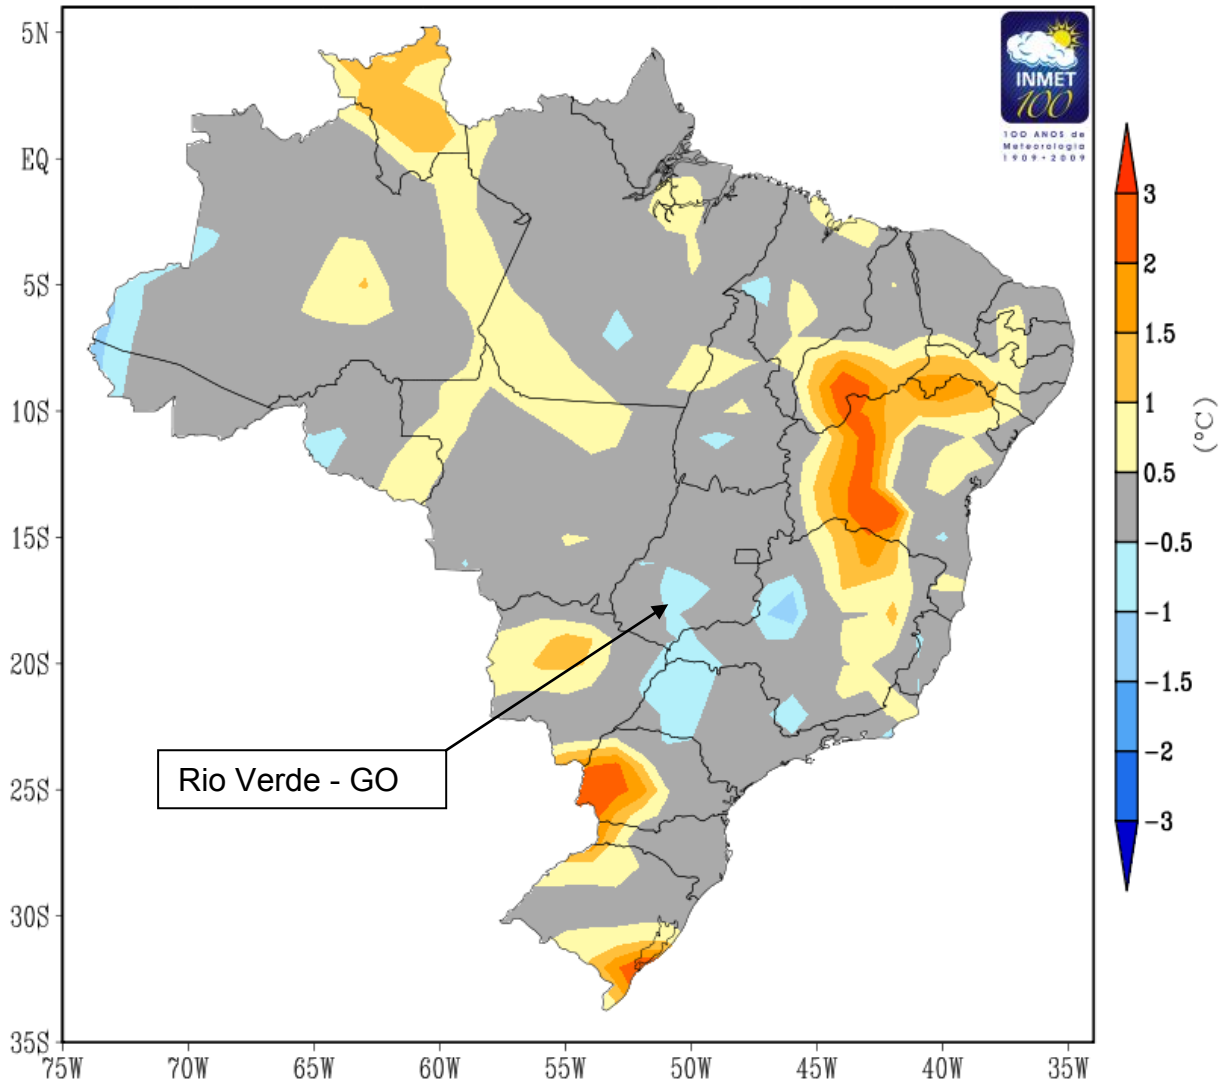 5N
EQ
5S
10S
15S
20S
25S
30S
35S
75W 70W 65W 60W 55W 50W 45W 40W 35W
INMET
100
100 ANOS de
Meteorologia
1909-2009
3
2
1.5
1
0.5
-0.5
-1
-1.5
-2
-3
(°C)
Rio Verde - GO